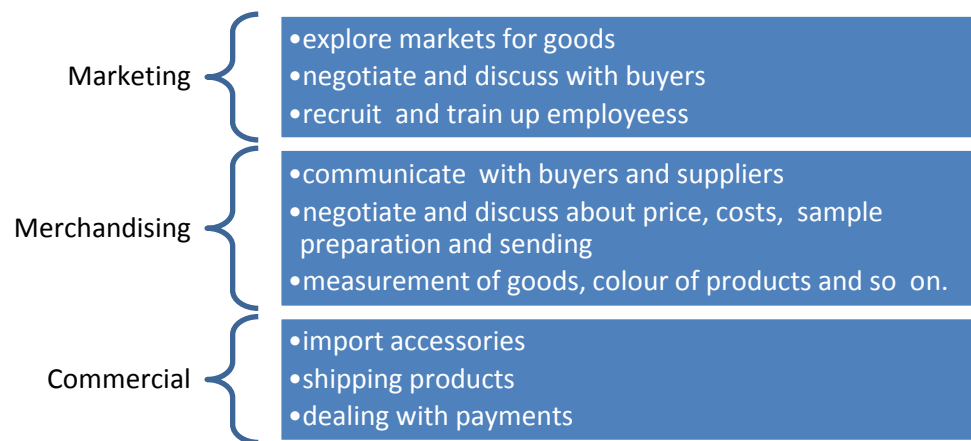 Marketing
•explore markets for goods
•negotiate and discuss with buyers
•recruit and train up employeess
Merchandising
•communicate with buyers and suppliers
•negotiate and discuss about price, costs, sample
preparation and sending
•measurement of goods, colour of products and so on.
Commercial
•import accessories
•shipping products
•dealing with payments